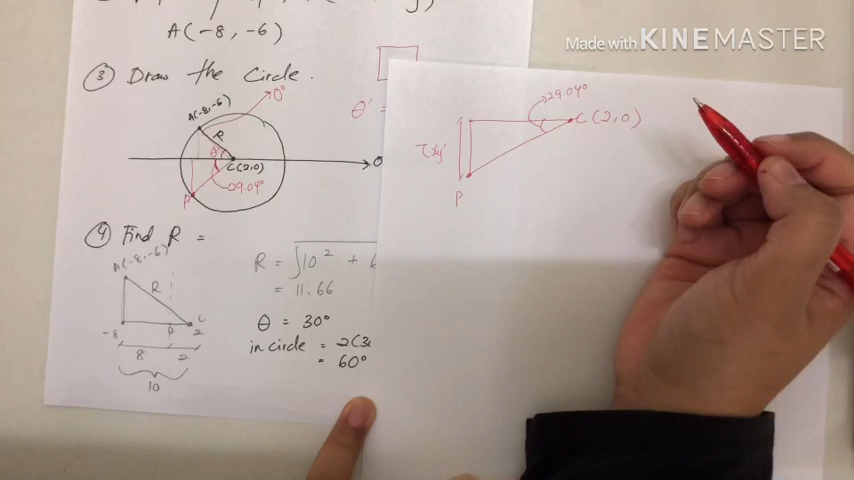 Made with KINEMASTER
A(-8, -6)
③ Draw the Circle.
A(-8,-6)
0°
R
θ
C(2,0)
29.04°
P
θ' =
④ Find R =
A(-8,-6)
R
-8
P
C
2
8
2
10
R = √10² +
= 11.66
θ = 30°
in circle = 2(3
= 60°
29.04°
C (2,0)
τxy'
P